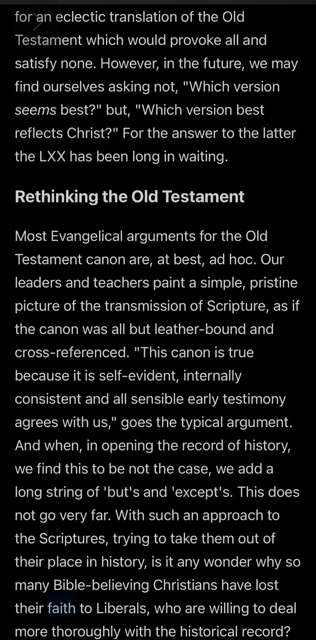 for an eclectic translation of the Old
Testament which would provoke all and
satisfy none. However, in the future, we may
find ourselves asking not, "Which version
seems best?" but, "Which version best
reflects Christ?" For the answer to the latter
the LXX has been long in waiting.
Rethinking the Old Testament
Most Evangelical arguments for the Old
Testament canon are, at best, ad hoc. Our
leaders and teachers paint a simple, pristine
picture of the transmission of Scripture, as if
the canon was all but leather-bound and
cross-referenced. "This canon is true
because it is self-evident, internally
consistent and all sensible early testimony
agrees with us," goes the typical argument.
And when, in opening the record of history,
we find this to be not the case, we add a
long string of 'but's and 'except's. This does
not go very far. With such an approach to
the Scriptures, trying to take them out of
their place in history, is it any wonder why so
many Bible-believing Christians have lost
their faith to Liberals, who are willing to deal
more thoroughly with the historical record?